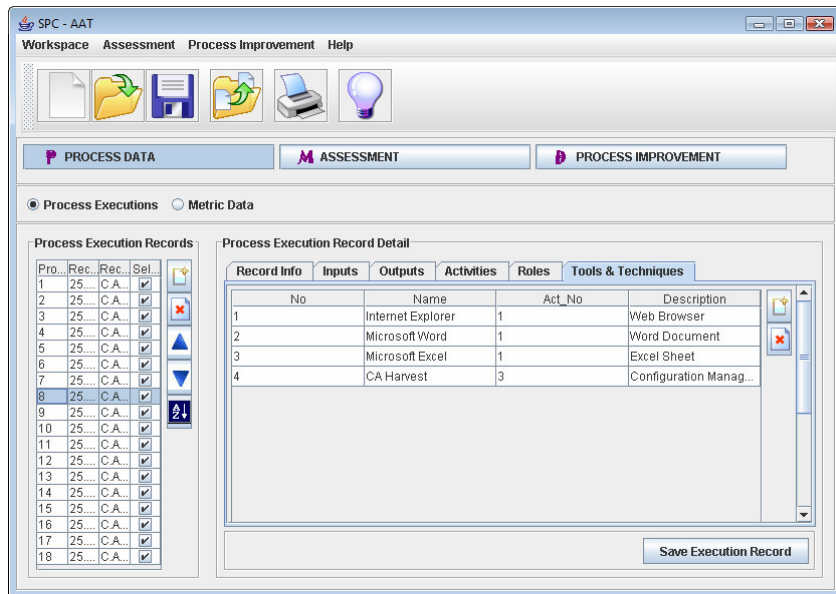 SPC - AAT
Workspace Assessment Process Improvement Help
P PROCESS DATA M ASSESSMENT PROCESS IMPROVEMENT
Process Executions Metric Data
Process Execution Records Process Execution Record Detail
Record Info Inputs Outputs Activities Roles Tools & Techniques
Pro... Rec... Rec... Sel...
No Name Act_No Description
1 Internet Explorer 1 Web Browser
2 Microsoft Word 1 Word Document
3 Microsoft Excel 1 Excel Sheet
4 CA Harvest 3 Configuration Manag...
1 25.... C.A...
2 25.... C.A...
3 25.... C.A...
4 25.... C.A...
5 25.... C.A...
6 25.... C.A...
7 25.... C.A...
8 25.... C.A...
9 25.... C.A...
10 25.... C.A...
11 25.... C.A...
12 25.... C.A...
13 25.... C.A...
14 25.... C.A...
15 25.... C.A...
16 25.... C.A...
17 25.... C.A...
18 25.... C.A...
A
Z
Save Execution Record